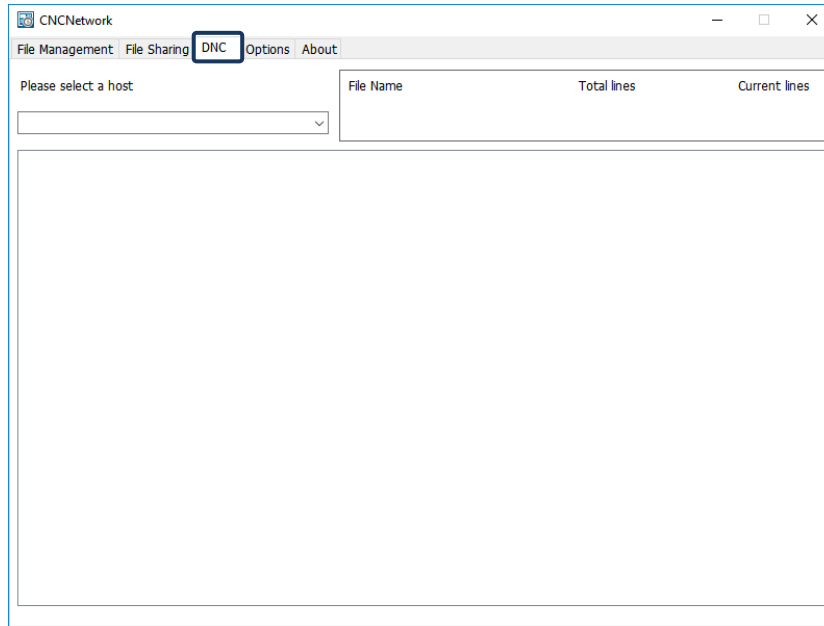 CNCNetwork
File Management File Sharing DNC Options About
Please select a host
File Name Total lines Current lines